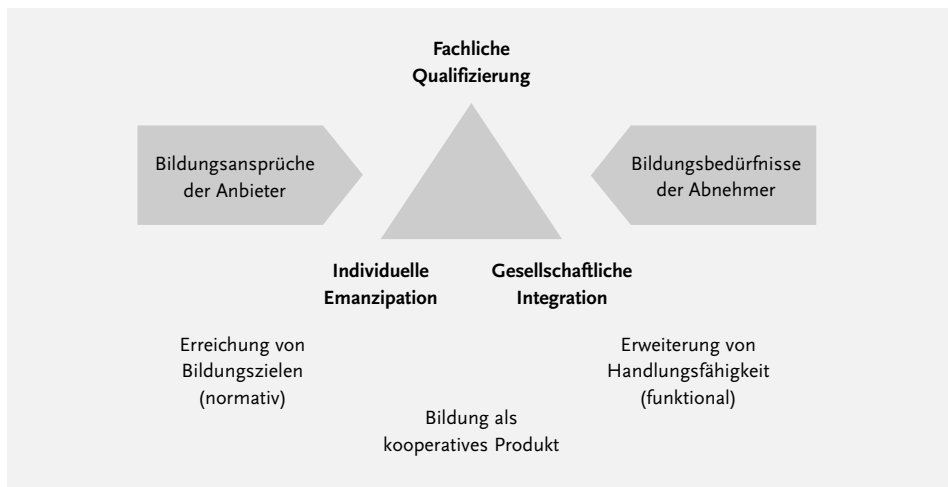 Fachliche
Qualifizierung
Bildungsansprüche
der Anbieter
Bildungsbedürfnisse
der Abnehmer
Individuelle
Emanzipation
Gesellschaftliche
Integration
Erreichung von
Bildungszielen
(normativ)
Erweiterung von
Handlungsfähigkeit
(funktional)
Bildung als
kooperatives Produkt